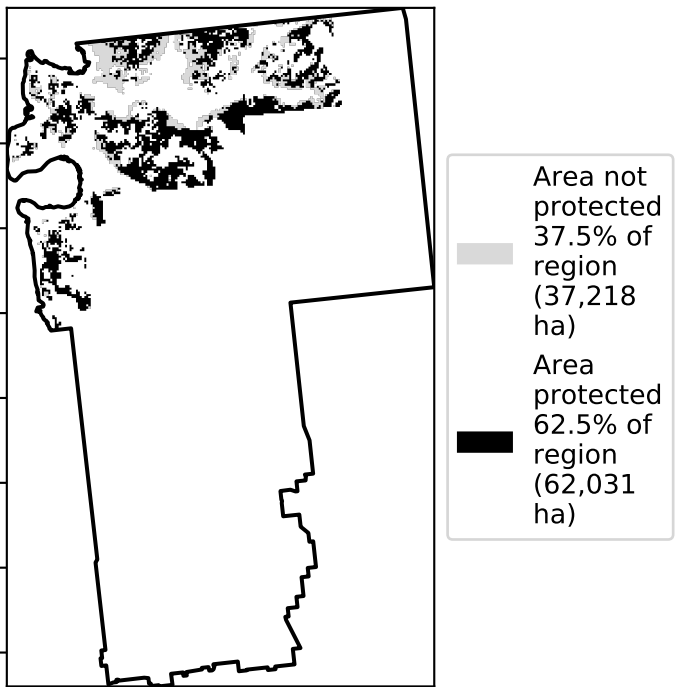 Area not
protected
37.5% of
region
(37,218
ha)
Area
protected
62.5% of
region
(62,031
ha)